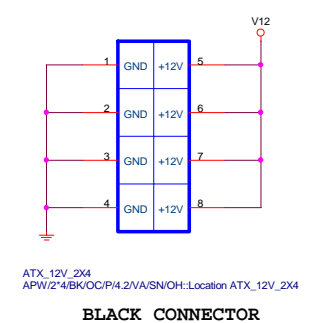 V12
1 GND +12V 5
2 GND +12V 6
3 GND +12V 7
4 GND +12V 8
ATX_12V_2X4
APW/2*4/BK/OC/P/4.2/VA/SN/OH::Location ATX_12V_2X4
BLACK CONNECTOR